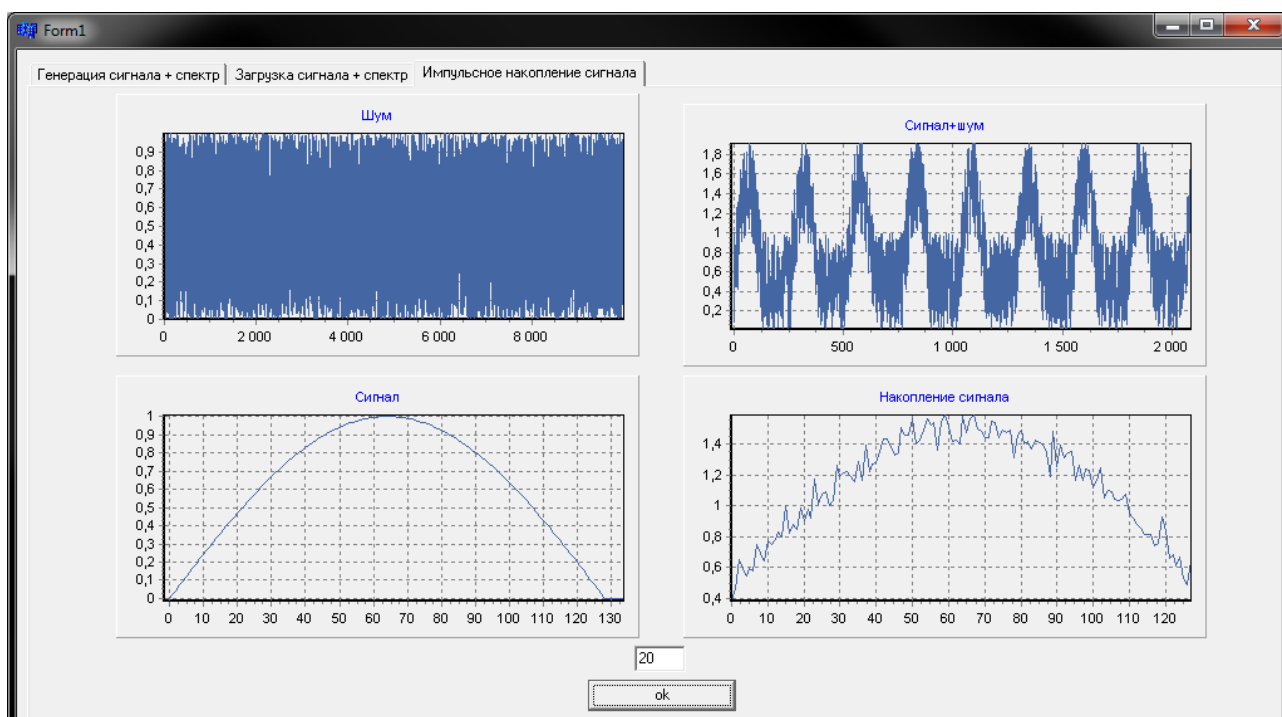 Form1
Генерация сигнала + спектр
Загрузка сигнала + спектр
Импульсное накопление сигнала
Шум
0,9
0,8
0,7
0,6
0,5
0,4
0,3
0,2
0,1
0
0 2 000 4 000 6 000 8 000
Сигнал+шум
1,8
1,6
1,4
1,2
1
0,8
0,6
0,4
0,2
0 500 1 000 1 500 2 000
Сигнал
1
0,9
0,8
0,7
0,6
0,5
0,4
0,3
0,2
0,1
0
0 10 20 30 40 50 60 70 80 90 100 110 120 130
Накопление сигнала
1,4
1,2
1
0,8
0,6
0,4
0 10 20 30 40 50 60 70 80 90 100 110 120
20
ok